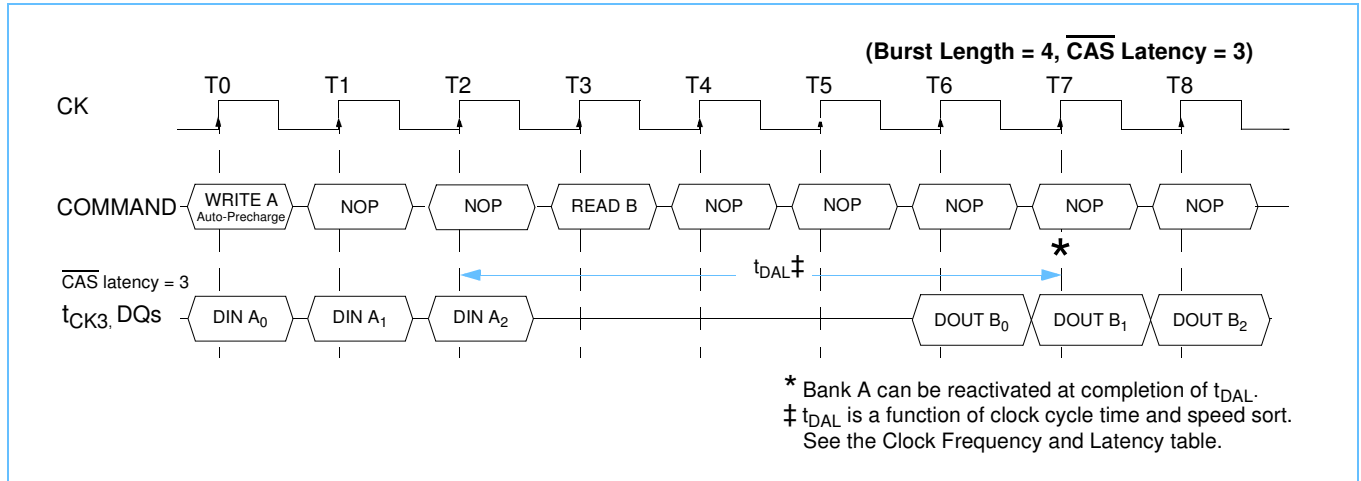 (Burst Length = 4, CAS Latency = 3)
T0 T1 T2 T3 T4 T5 T6 T7 T8
CK
COMMAND WRITE A NOP NOP READ B NOP NOP NOP NOP NOP
Auto-Precharge
*
tDAL‡
CAS latency = 3
tCK3, DQs DIN A0 DIN A1 DIN A2 DOUT B0 DOUT B1 DOUT B2
* Bank A can be reactivated at completion of tDAL.
‡ tDAL is a function of clock cycle time and speed sort.
See the Clock Frequency and Latency table.